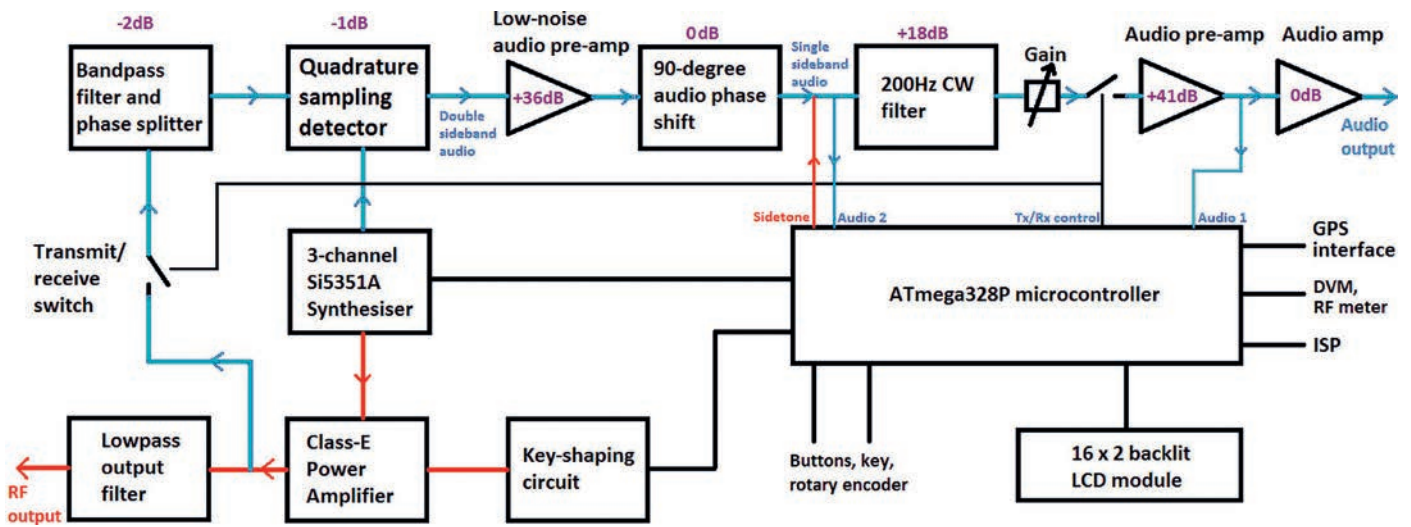 -2dB
-1dB
Low-noise
audio pre-amp
0dB
+18dB
Audio pre-amp
Audio amp
Bandpass
filter and
phase splitter
Quadrature
sampling
detector
Double
sideband
audio
+36dB
90-degree
audio phase
shift
Single
sideband
audio
200Hz CW
filter
Gain
+41dB
0dB
Audio
output
Transmit/
receive
switch
3-channel
Si5351A
Synthesiser
Sidetone
Audio 2
Tx/Rx control
Audio 1
ATmega328P microcontroller
GPS
interface
DVM,
RF meter
ISP
RF
output
Lowpass
output
filter
Class-E
Power
Amplifier
Key-shaping
circuit
Buttons, key,
rotary encoder
16 x 2 backlit
LCD module